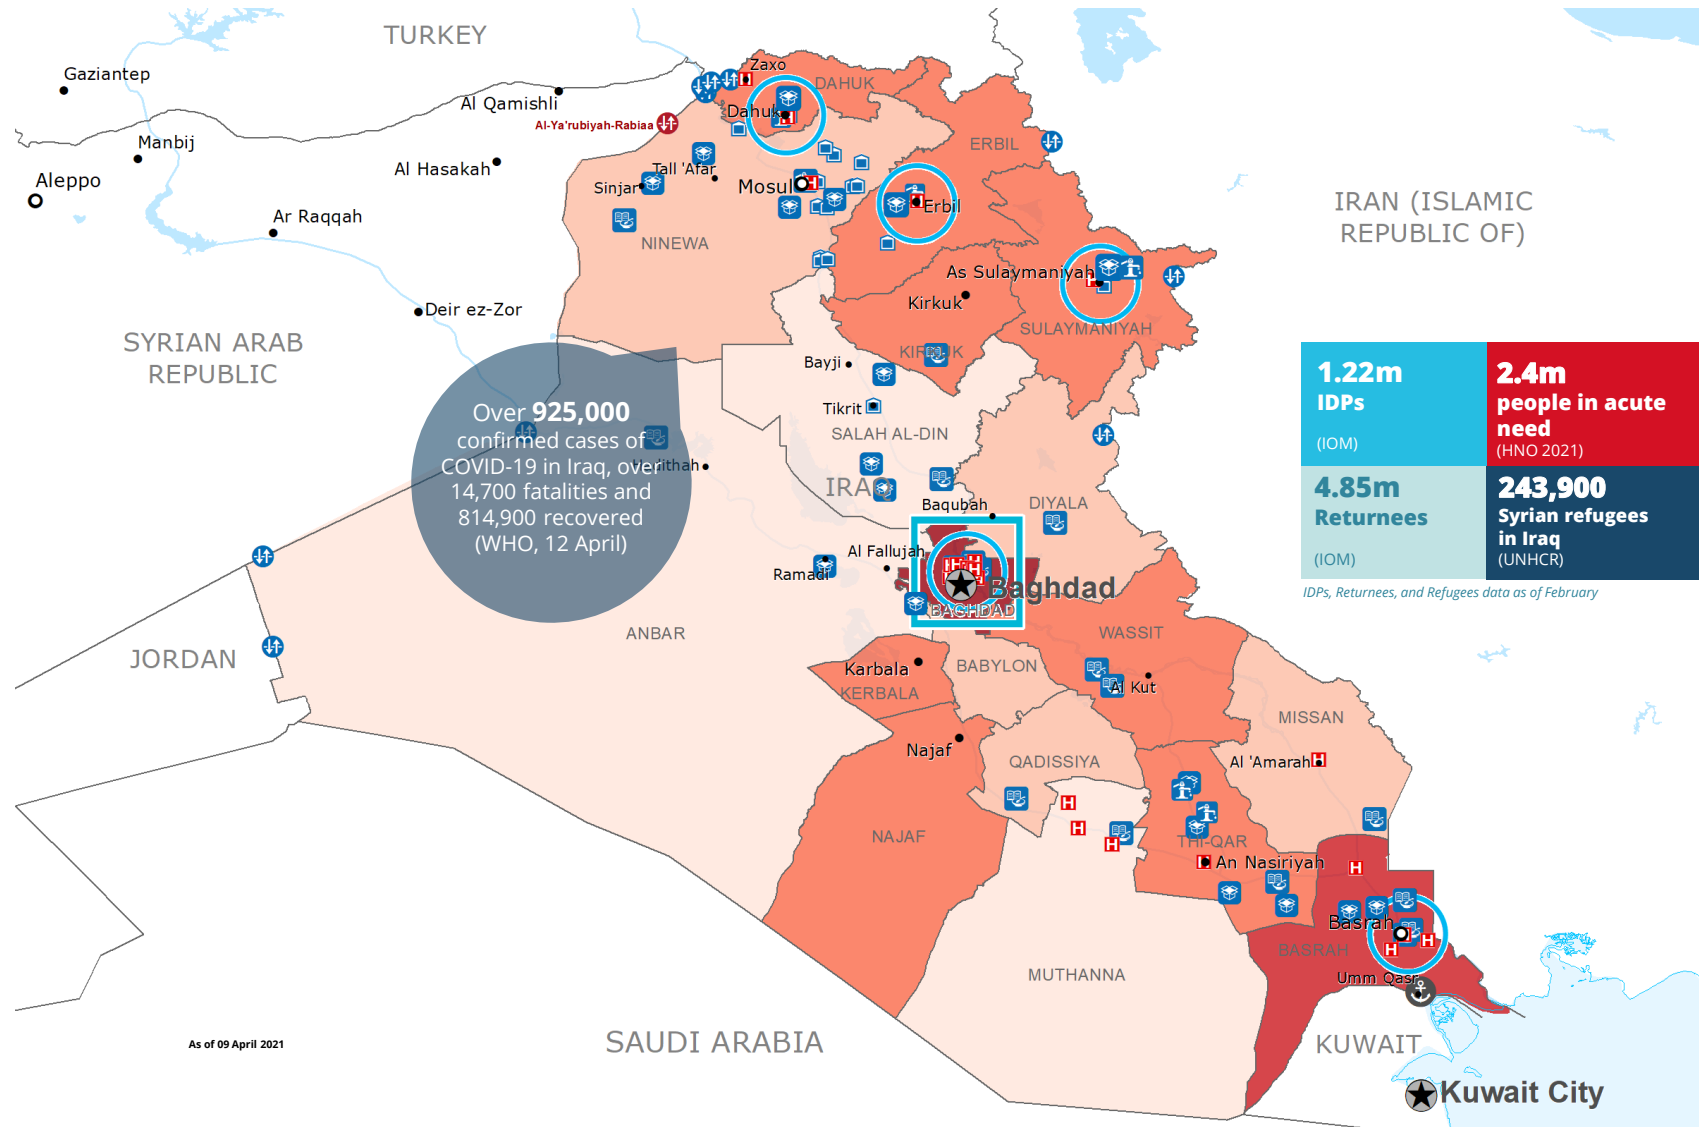 TURKEY
Gaziantep
Zaxo
DAHUK
Al Qamishli
Dahuk
Al-Ya'rubiyah-Rabiaa
Manbij
ERBIL
Al Hasakah
Tall 'Afar
Aleppo
Sinjar
Mosul
Erbil
IRAN (ISLAMIC
REPUBLIC OF)
Ar Raqqah
NINEWA
As Sulaymaniyah
Kirkuk
Deir ez-Zor
SULAYMANIYAH
SYRIAN ARAB
REPUBLIC
KIRKUK
Bayji
Tikrit
SALAH AL-DIN
Over 925,000
confirmed cases of
COVID-19 in Iraq, over
14,700 fatalities and
814,900 recovered
(WHO, 12 April)
Hadithah
1.22m
IDPs
(IOM)
2.4m
people in acute
need
(HNO 2021)
4.85m
Returnees
(IOM)
243,900
Syrian refugees
in Iraq
(UNHCR)
IDPs, Returnees, and Refugees data as of February
IRAQ
Baqubah
DIYALA
Al Fallujah
Ramadi
Baghdad
BAGHDAD
ANBAR
WASSIT
JORDAN
Karbala
BABYLON
KERBALA
Al Kut
MISSAN
Najaf
QADISSIYA
Al 'Amarah
NAJAF
THI-QAR
An Nasiriyah
Basrah
BASRAH
MUTHANNA
Umm Qasr
As of 09 April 2021
SAUDI ARABIA
KUWAIT
Kuwait City